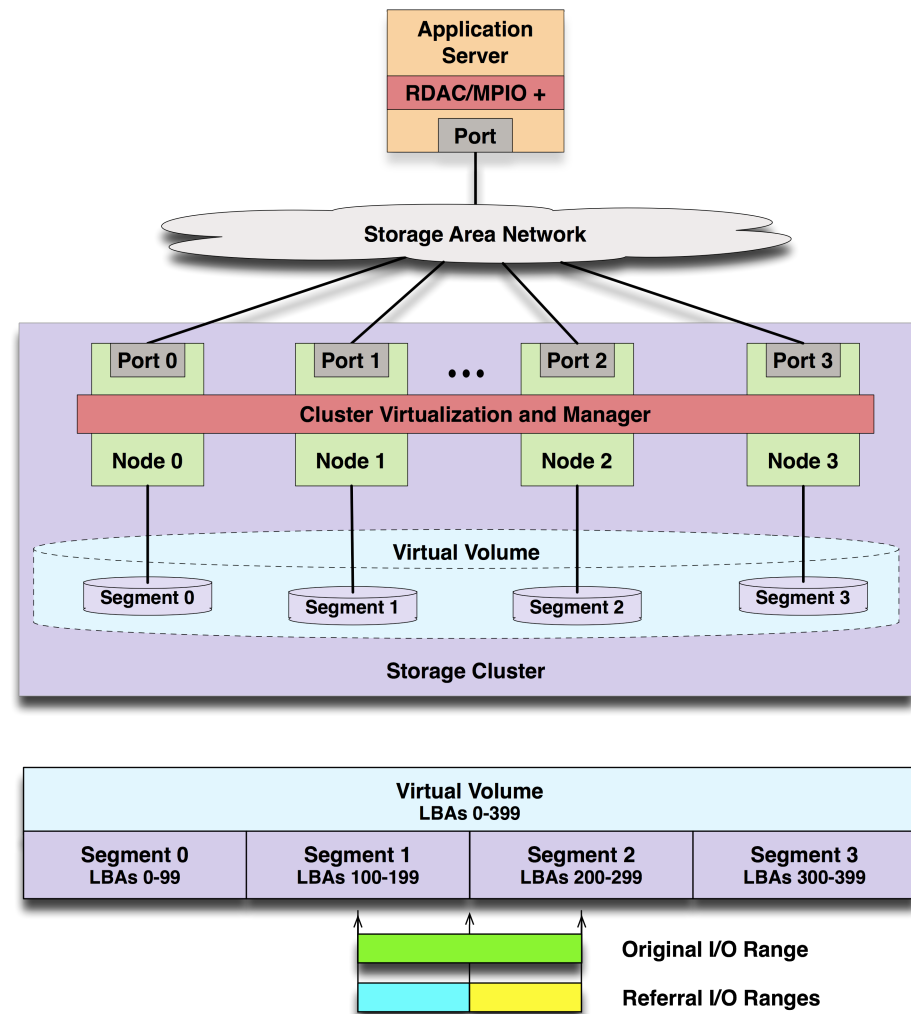 Application
Server
RDAC/MPIO +
Port
Storage Area Network
Port 0
Port 1
...
Port 2
Port 3
Cluster Virtualization and Manager
Node 0
Node 1
Node 2
Node 3
Virtual Volume
Segment 0
Segment 1
Segment 2
Segment 3
Storage Cluster
Virtual Volume
LBAs 0-399
Segment 0
LBAs 0-99
Segment 1
LBAs 100-199
Segment 2
LBAs 200-299
Segment 3
LBAs 300-399
Original I/O Range
Referral I/O Ranges